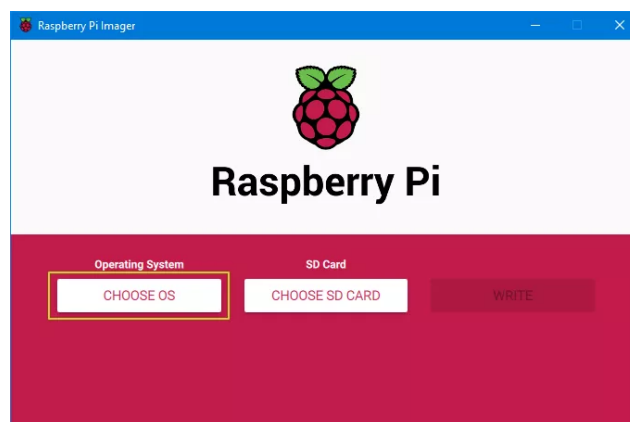 Raspberry Pi Imager
Raspberry Pi
Operating System
SD Card
CHOOSE OS
CHOOSE SD CARD
WRITE